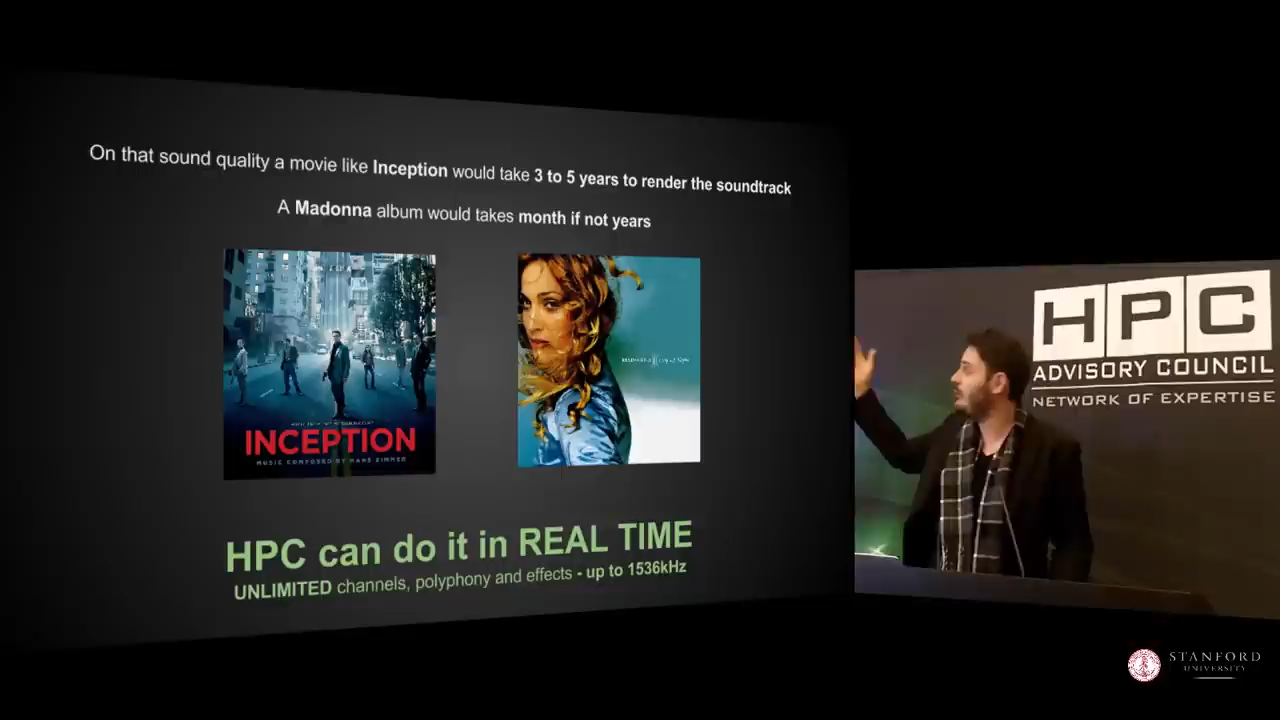 On that sound quality a movie like Inception would take 3 to 5 years to render the soundtrack
A Madonna album would takes month if not years
INCEPTION
MUSIC COMPOSED BY HANS ZIMMER
HPC can do it in REAL TIME
UNLIMITED channels, polyphony and effects - up to 1536kHz
HPC
ADVISORY COUNCIL
NETWORK OF EXPERTISE
STANFORD
UNIVERSITY